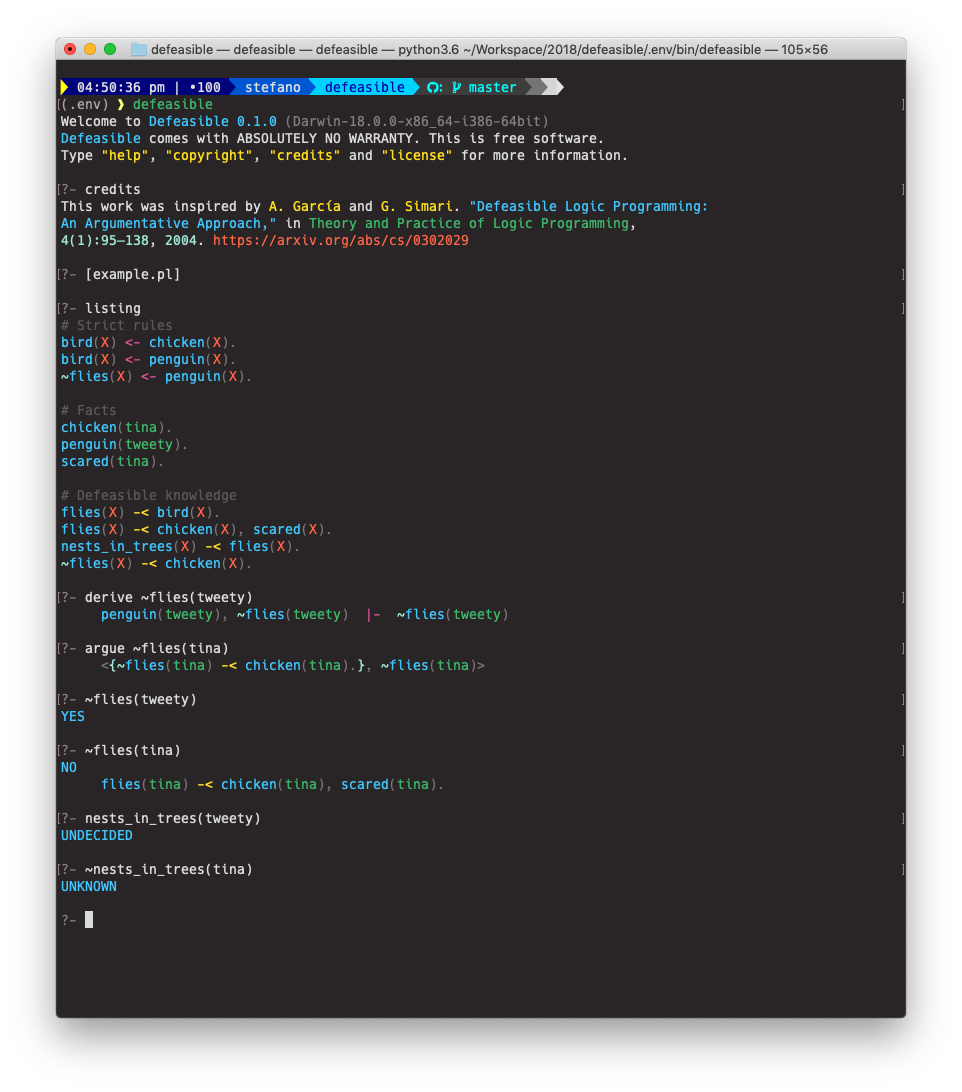 defeasible — defeasible — defeasible — python3.6 ~/Workspace/2018/defeasible/.env/bin/defeasible — 105×56
04:50:36 pm | •100 stefano defeasible : master
[(.env) ❯ defeasible ]
Welcome to Defeasible 0.1.0 (Darwin-18.0.0-x86_64-i386-64bit)
Defeasible comes with ABSOLUTELY NO WARRANTY. This is free software.
Type "help", "copyright", "credits" and "license" for more information.
[?- credits ]
This work was inspired by A. García and G. Simari. "Defeasible Logic Programming:
An Argumentative Approach," in Theory and Practice of Logic Programming,
4(1):95–138, 2004. https://arxiv.org/abs/cs/0302029
[?- [example.pl] ]
[?- listing ]
# Strict rules
bird(X) <- chicken(X).
bird(X) <- penguin(X).
~flies(X) <- penguin(X).
# Facts
chicken(tina).
penguin(tweety).
scared(tina).
# Defeasible knowledge
flies(X) -< bird(X).
flies(X) -< chicken(X), scared(X).
nests_in_trees(X) -< flies(X).
~flies(X) -< chicken(X).
[?- derive ~flies(tweety) ]
penguin(tweety), ~flies(tweety) |- ~flies(tweety)
[?- argue ~flies(tina) ]
<{~flies(tina) -< chicken(tina).}, ~flies(tina)>
[?- ~flies(tweety) ]
YES
[?- ~flies(tina) ]
NO
flies(tina) -< chicken(tina), scared(tina).
[?- nests_in_trees(tweety) ]
UNDECIDED
[?- ~nests_in_trees(tina) ]
UNKNOWN
?-